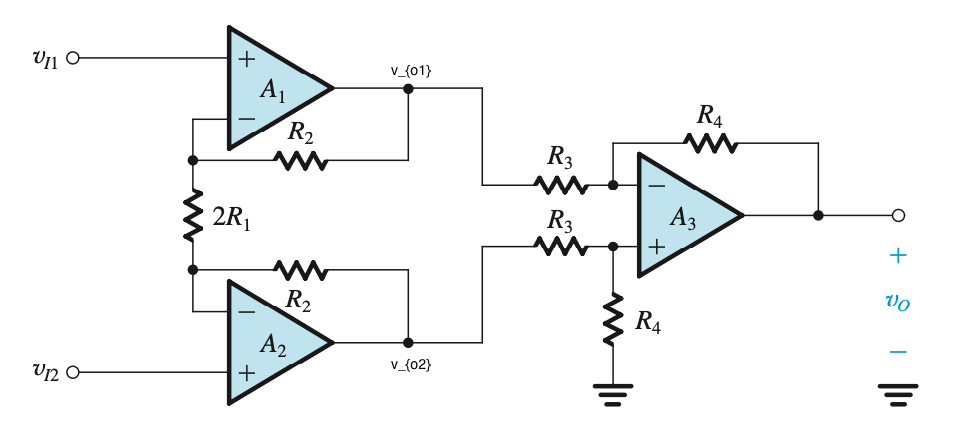 v_{I1}
+
A_1
−
v_{o1}
R_2
2R_1
R_2
−
A_2
+
v_{I2}
v_{o2}
R_3
R_4
−
A_3
+
R_3
R_4
+
v_O
−